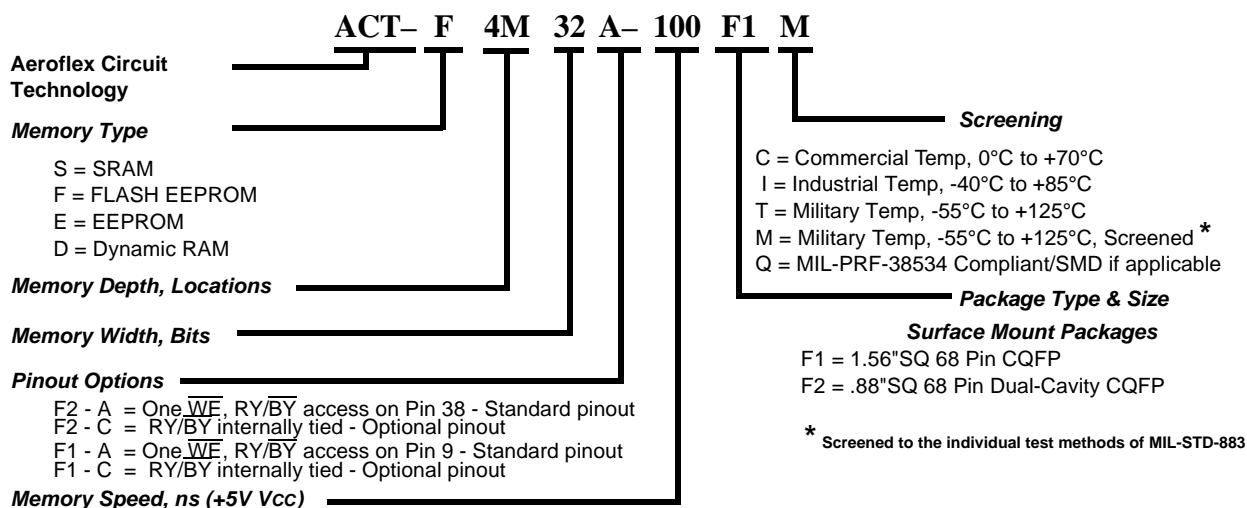 ACT– F 4M 32 A– 100 F1 M
Aeroflex Circuit
Technology
Memory Type
S = SRAM
F = FLASH EEPROM
E = EEPROM
D = Dynamic RAM
Memory Depth, Locations
Memory Width, Bits
Pinout Options
F2 - A = One WE, RY/BY access on Pin 38 - Standard pinout
F2 - C = RY/BY internally tied - Optional pinout
F1 - A = One WE, RY/BY access on Pin 9 - Standard pinout
F1 - C = RY/BY internally tied - Optional pinout
Memory Speed, ns (+5V VCC)
Screening
C = Commercial Temp, 0°C to +70°C
I = Industrial Temp, -40°C to +85°C
T = Military Temp, -55°C to +125°C
M = Military Temp, -55°C to +125°C, Screened *
Q = MIL-PRF-38534 Compliant/SMD if applicable
Package Type & Size
Surface Mount Packages
F1 = 1.56"SQ 68 Pin CQFP
F2 = .88"SQ 68 Pin Dual-Cavity CQFP
* Screened to the individual test methods of MIL-STD-883